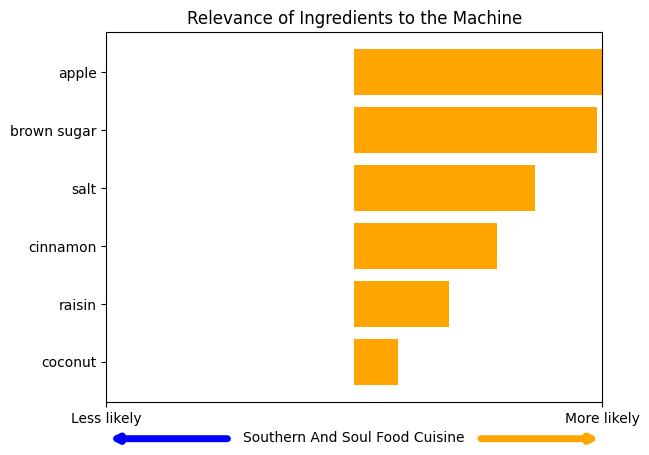 Relevance of Ingredients to the Machine
apple
brown sugar
salt
cinnamon
raisin
coconut
Less likely
More likely
Southern And Soul Food Cuisine